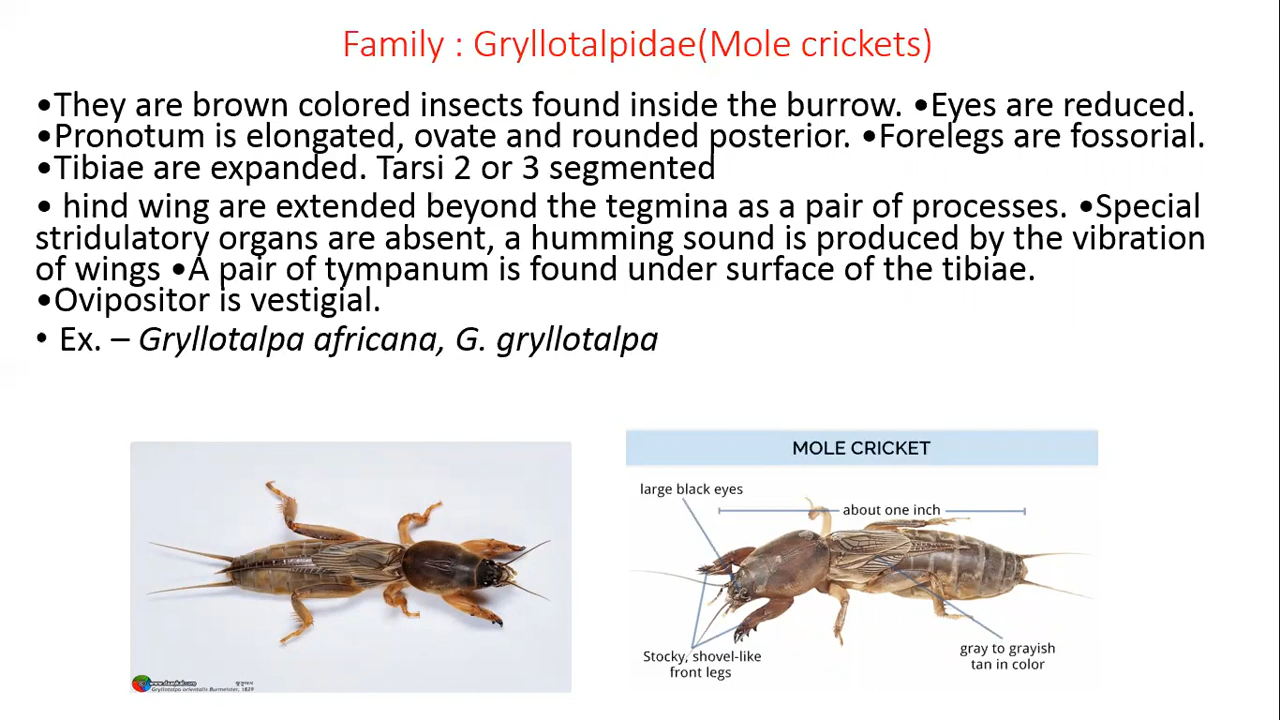 Family : Gryllotalpidae(Mole crickets)
•They are brown colored insects found inside the burrow. •Eyes are reduced.
•Pronotum is elongated, ovate and rounded posterior. •Forelegs are fossorial.
•Tibiae are expanded. Tarsi 2 or 3 segmented
• hind wing are extended beyond the tegmina as a pair of processes. •Special
stridulatory organs are absent, a humming sound is produced by the vibration
of wings •A pair of tympanum is found under surface of the tibiae.
•Ovipositor is vestigial.
• Ex. – Gryllotalpa africana, G. gryllotalpa
MOLE CRICKET
large black eyes
about one inch
Stocky, shovel-like
front legs
gray to grayish
tan in color
Gryllotalpa orientalis Burmeister, 1839